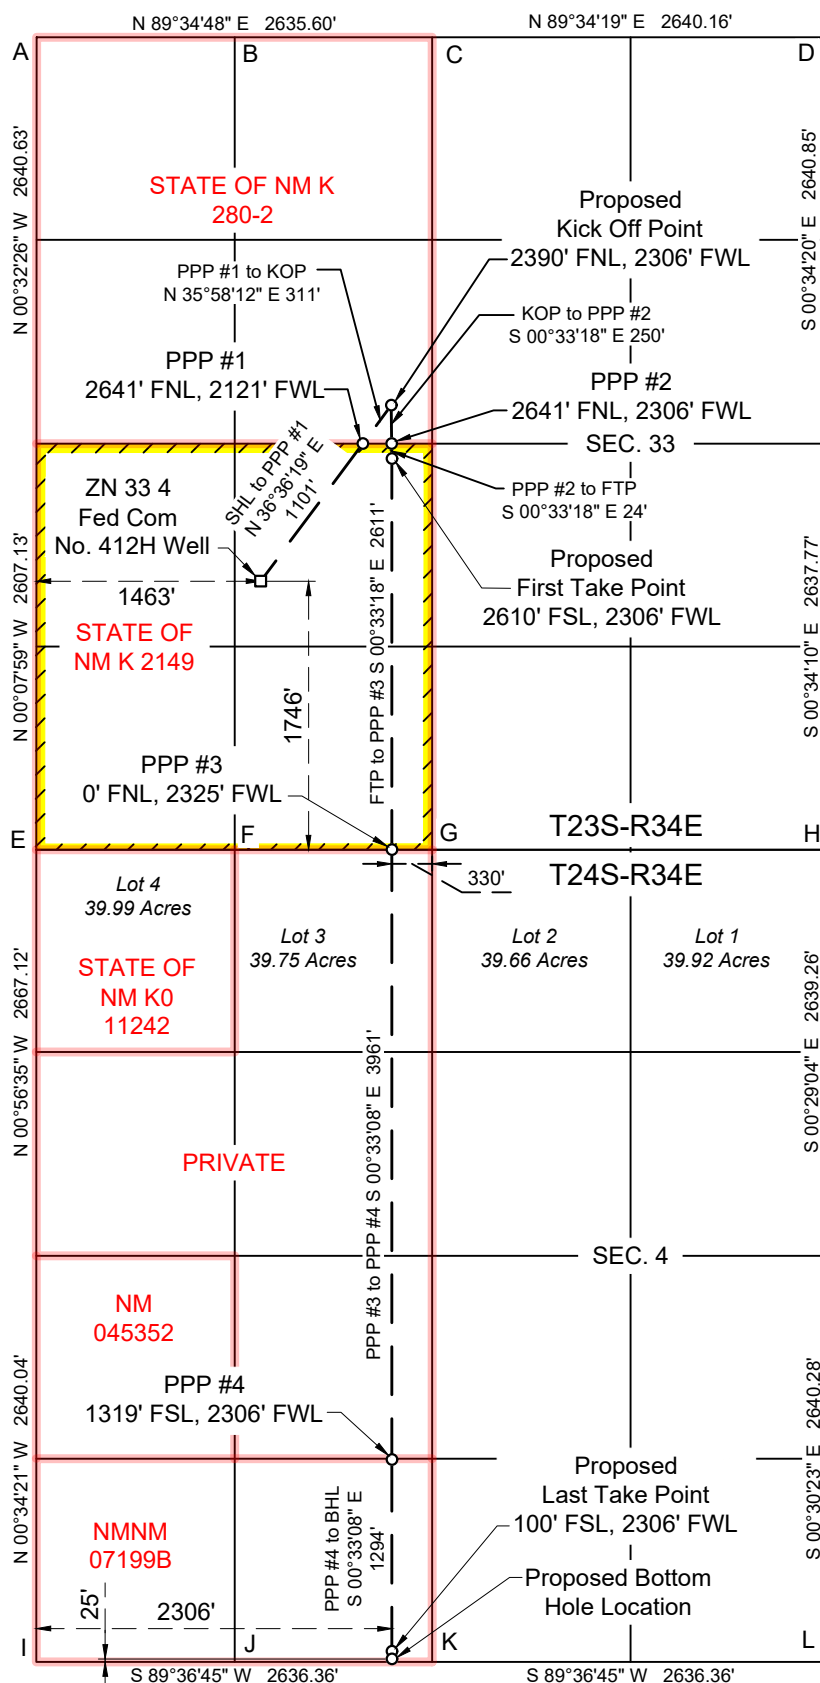 N 89°34'48" E 2635.60'
N 89°34'19" E 2640.16'
A
B
C
D
N 00°32'26" W 2640.63'
S 00°34'20" E 2640.85'
STATE OF NM K
280-2
Proposed
Kick Off Point
2390' FNL, 2306' FWL
PPP #1 to KOP
N 35°58'12" E 311'
KOP to PPP #2
S 00°33'18" E 250'
PPP #1
2641' FNL, 2121' FWL
PPP #2
2641' FNL, 2306' FWL
SEC. 33
SHL to PPP #1
N 36°36'19" E
1101'
ZN 33 4
Fed Com
No. 412H Well
PPP #2 to FTP
S 00°33'18" E 24'
Proposed
First Take Point
2610' FSL, 2306' FWL
1463'
N 00°07'59" W 2607.13'
S 00°34'10" E 2637.77'
STATE OF
NM K 2149
1746'
FTP to PPP #3 S 00°33'18" E 2611'
PPP #3
0' FNL, 2325' FWL
E
F
G
H
T23S-R34E
T24S-R34E
330'
Lot 4
39.99 Acres
Lot 3
39.75 Acres
Lot 2
39.66 Acres
Lot 1
39.92 Acres
STATE OF
NM K0
11242
N 00°56'35" W 2667.12'
S 00°29'04" E 2639.26'
PPP #3 to PPP #4 S 00°33'08" E 3961'
PRIVATE
SEC. 4
NM
045352
PPP #4
1319' FSL, 2306' FWL
N 00°34'21" W 2640.04'
S 00°30'23" E 2640.28'
Proposed
Last Take Point
100' FSL, 2306' FWL
PPP #4 to BHL
S 00°33'08" E
1294'
NMNM
07199B
Proposed Bottom
Hole Location
25'
2306'
I
J
K
L
S 89°36'45" W 2636.36'
S 89°36'45" W 2636.36'